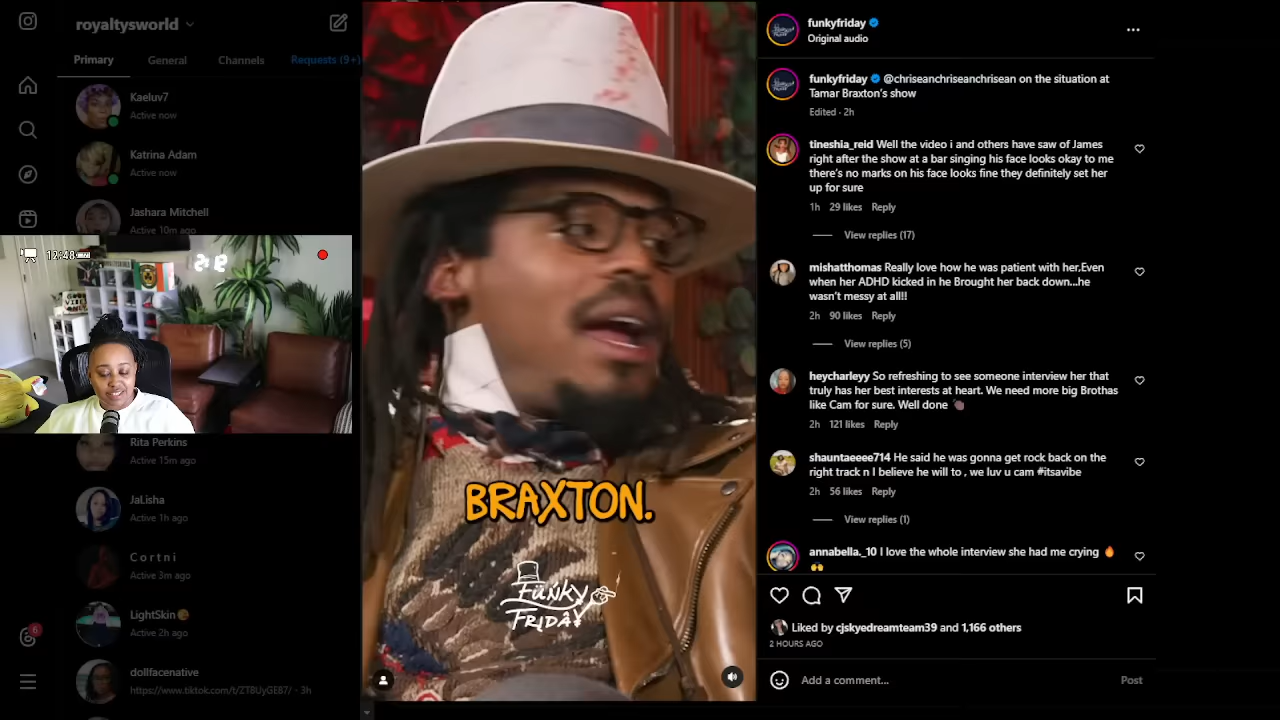 royaltysworld
Primary
General
Channels
Requests (9+)
Kaeluv7
Active now
Katrina Adam
Active now
Jashara Mitchell
Active 10m ago
12:48
Rita Perkins
Active 15m ago
JaLisha
Active 1h ago
C o r t n i
Active 3m ago
LightSkin
Active 2h ago
dollfacenative
https://www.tiktok.com/t/ZT8UyGE87/ · 3h
6
BRAXTON.
FUNKY
FRIDAY
funkyfriday
Original audio
funkyfriday @chriseanchriseanchrisean on the situation at
Tamar Braxton's show
Edited · 2h
tineshia_reid Well the video i and others have saw of James
right after the show at a bar singing his face looks okay to me
there's no marks on his face looks fine they definitely set her
up for sure
1h 29 likes Reply
View replies (17)
mishatthomas Really love how he was patient with her,Even
when her ADHD kicked in he Brought her back down...he
wasn't messy at all!!
2h 90 likes Reply
View replies (5)
heycharleyy So refreshing to see someone interview her that
truly has her best interests at heart. We need more big Brothas
like Cam for sure. Well done
2h 121 likes Reply
shauntaeeee714 He said he was gonna get rock back on the
right track n I believe he will to , we luv u cam #itsavibe
2h 56 likes Reply
View replies (1)
annabella._10 I love the whole interview she had me crying 🔥
🙌
Liked by cjskyedreamteam39 and 1,166 others
2 HOURS AGO
Add a comment...
Post